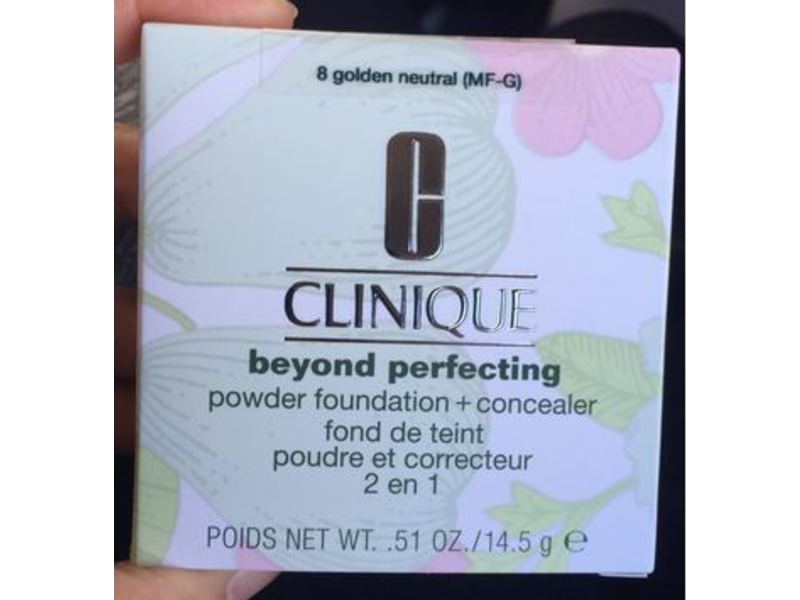 8 golden neutral (MF-G)
C
CLINIQUE
beyond perfecting
powder foundation + concealer
fond de teint
poudre et correcteur
2 en 1
POIDS NET WT. .51 OZ./14.5 g ℮